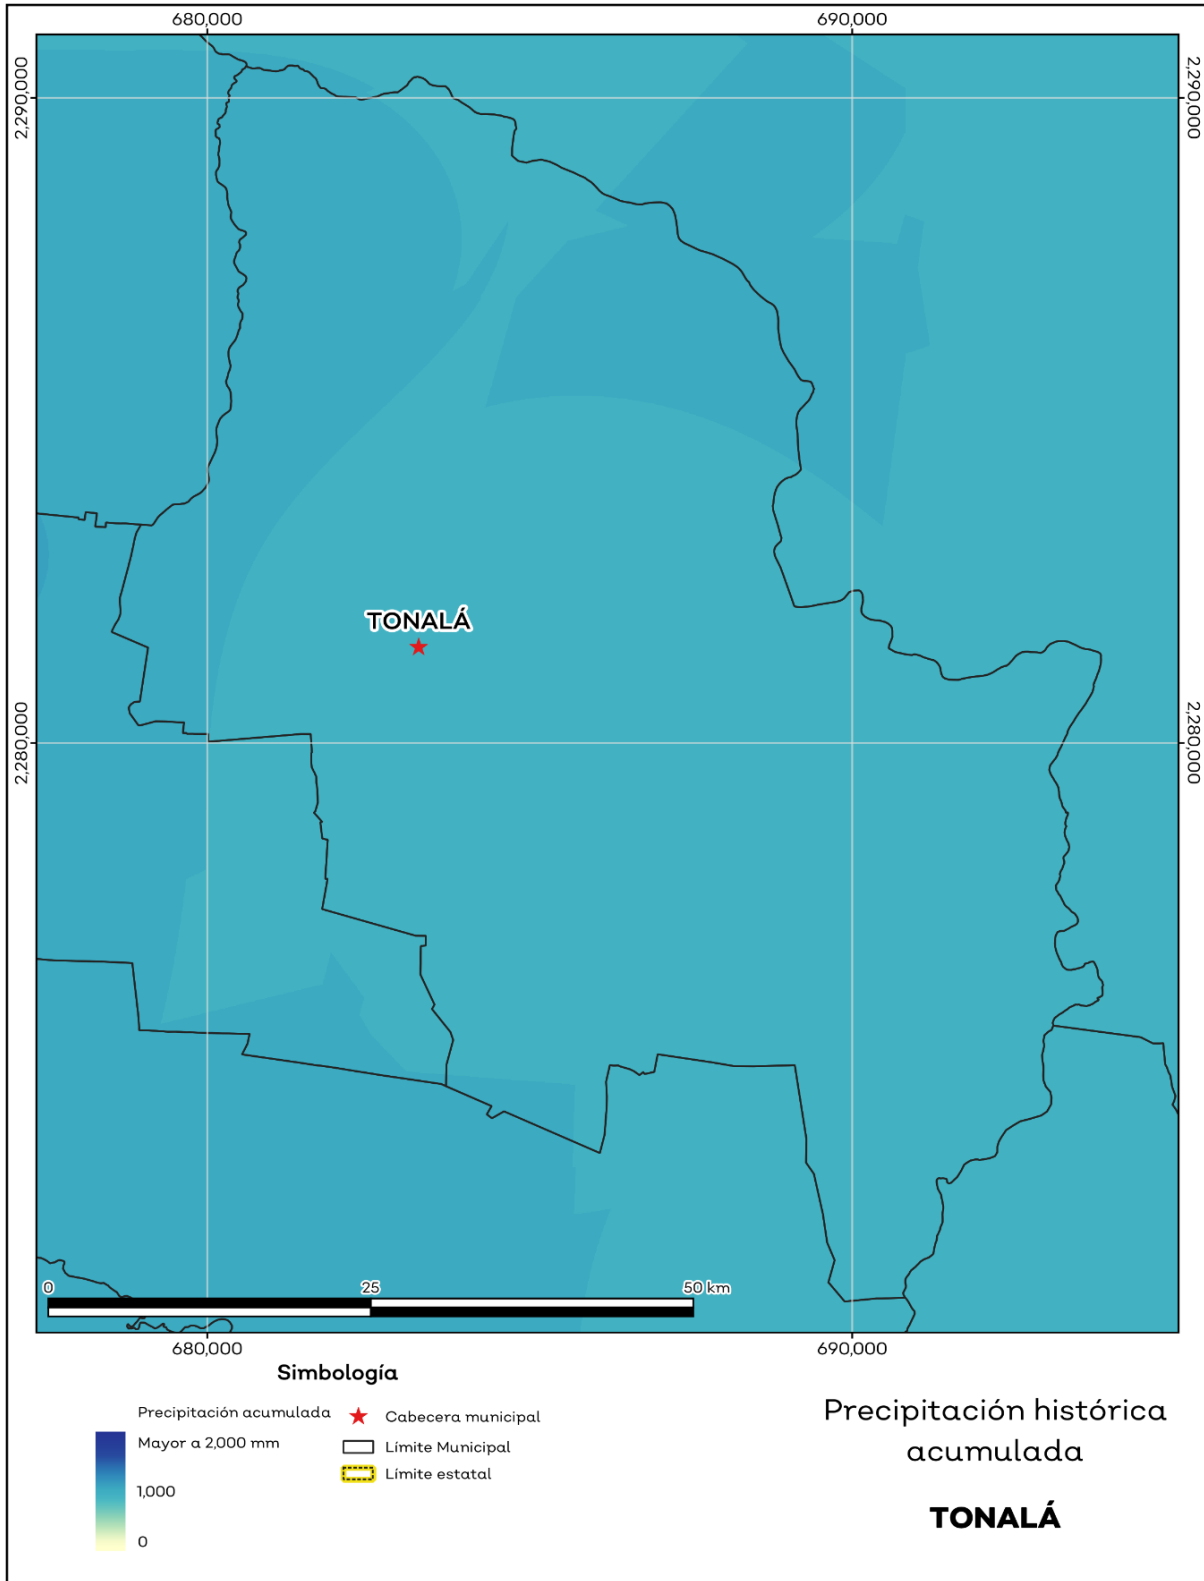 680,000
690,000
2,290,000
2,290,000
TONALÁ
2,280,000
2,280,000
0
25
50 km
680,000
690,000
Simbología
Precipitación acumulada
Mayor a 2,000 mm
1,000
0
Cabecera municipal
Límite Municipal
Límite estatal
Precipitación histórica
acumulada
TONALÁ